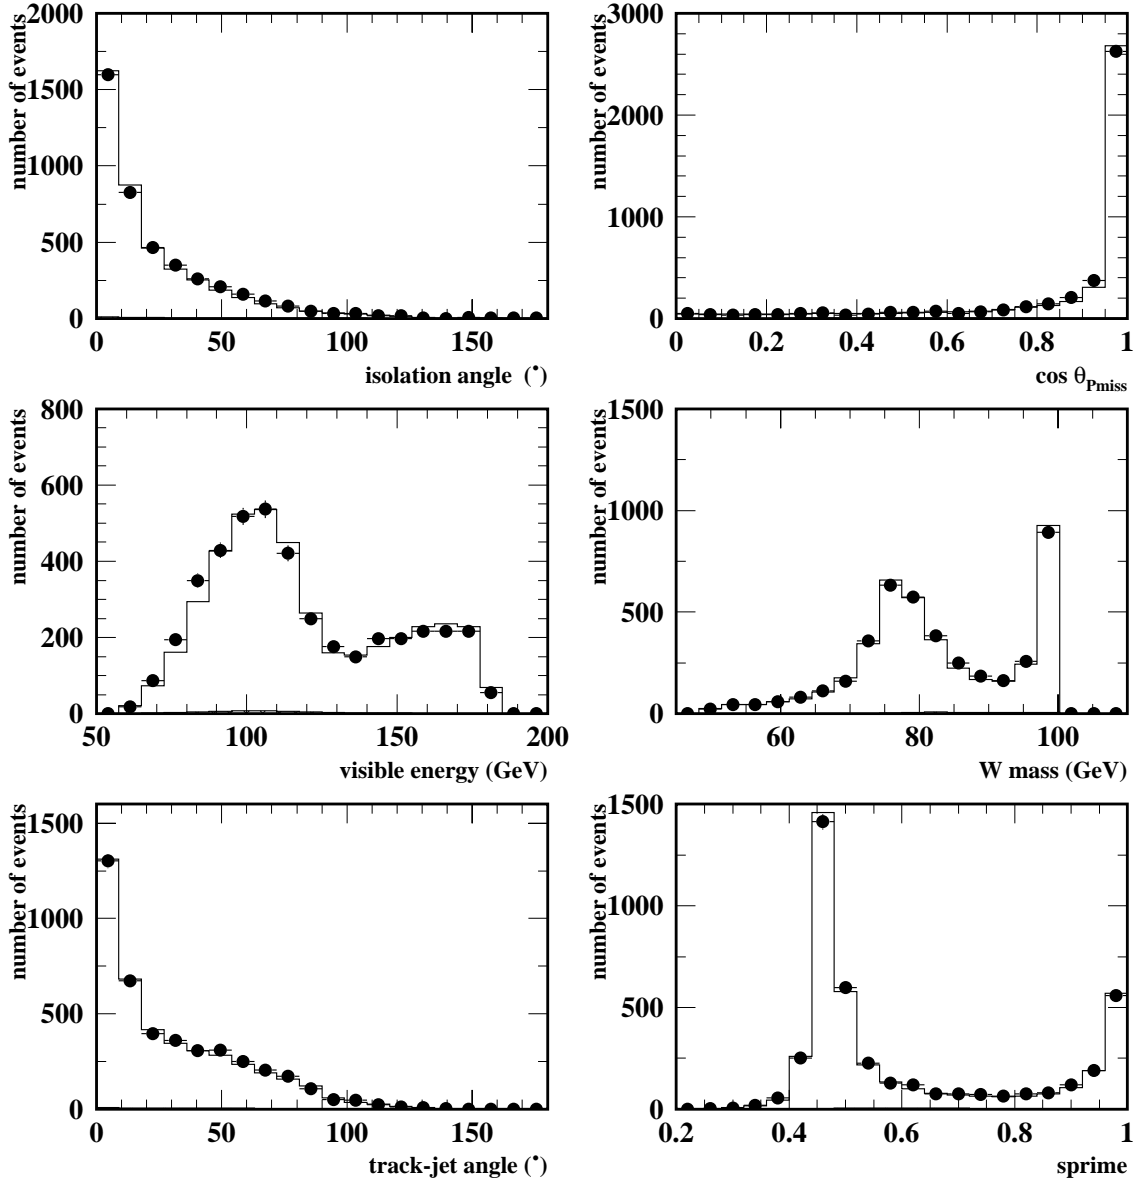 number of events
2000
1500
1000
500
0
0 50 100 150
isolation angle (•)
number of events
3000
2000
1000
0
0 0.2 0.4 0.6 0.8 1
cos θPmiss
number of events
800
600
400
200
0
50 100 150 200
visible energy (GeV)
number of events
1500
1000
500
0
60 80 100
W mass (GeV)
number of events
1500
1000
500
0
0 50 100 150
track-jet angle (•)
number of events
1500
1000
500
0
0.2 0.4 0.6 0.8 1
sprime